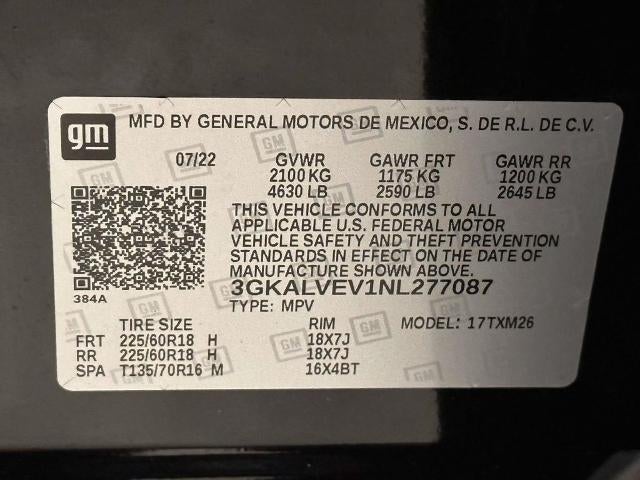 gm MFD BY GENERAL MOTORS DE MEXICO, S. DE R.L. DE C.V.
07/22 GVWR GAWR FRT GAWR RR
2100 KG 1175 KG 1200 KG
4630 LB 2590 LB 2645 LB
THIS VEHICLE CONFORMS TO ALL
APPLICABLE U.S. FEDERAL MOTOR
VEHICLE SAFETY AND THEFT PREVENTION
STANDARDS IN EFFECT ON THE DATE OF
MANUFACTURE SHOWN ABOVE.
384A
3GKALVEV1NL277087
TYPE: MPV
TIRE SIZE RIM MODEL: 17TXM26
FRT 225/60R18 H 18X7J
RR 225/60R18 H 18X7J
SPA T135/70R16 M 16X4BT